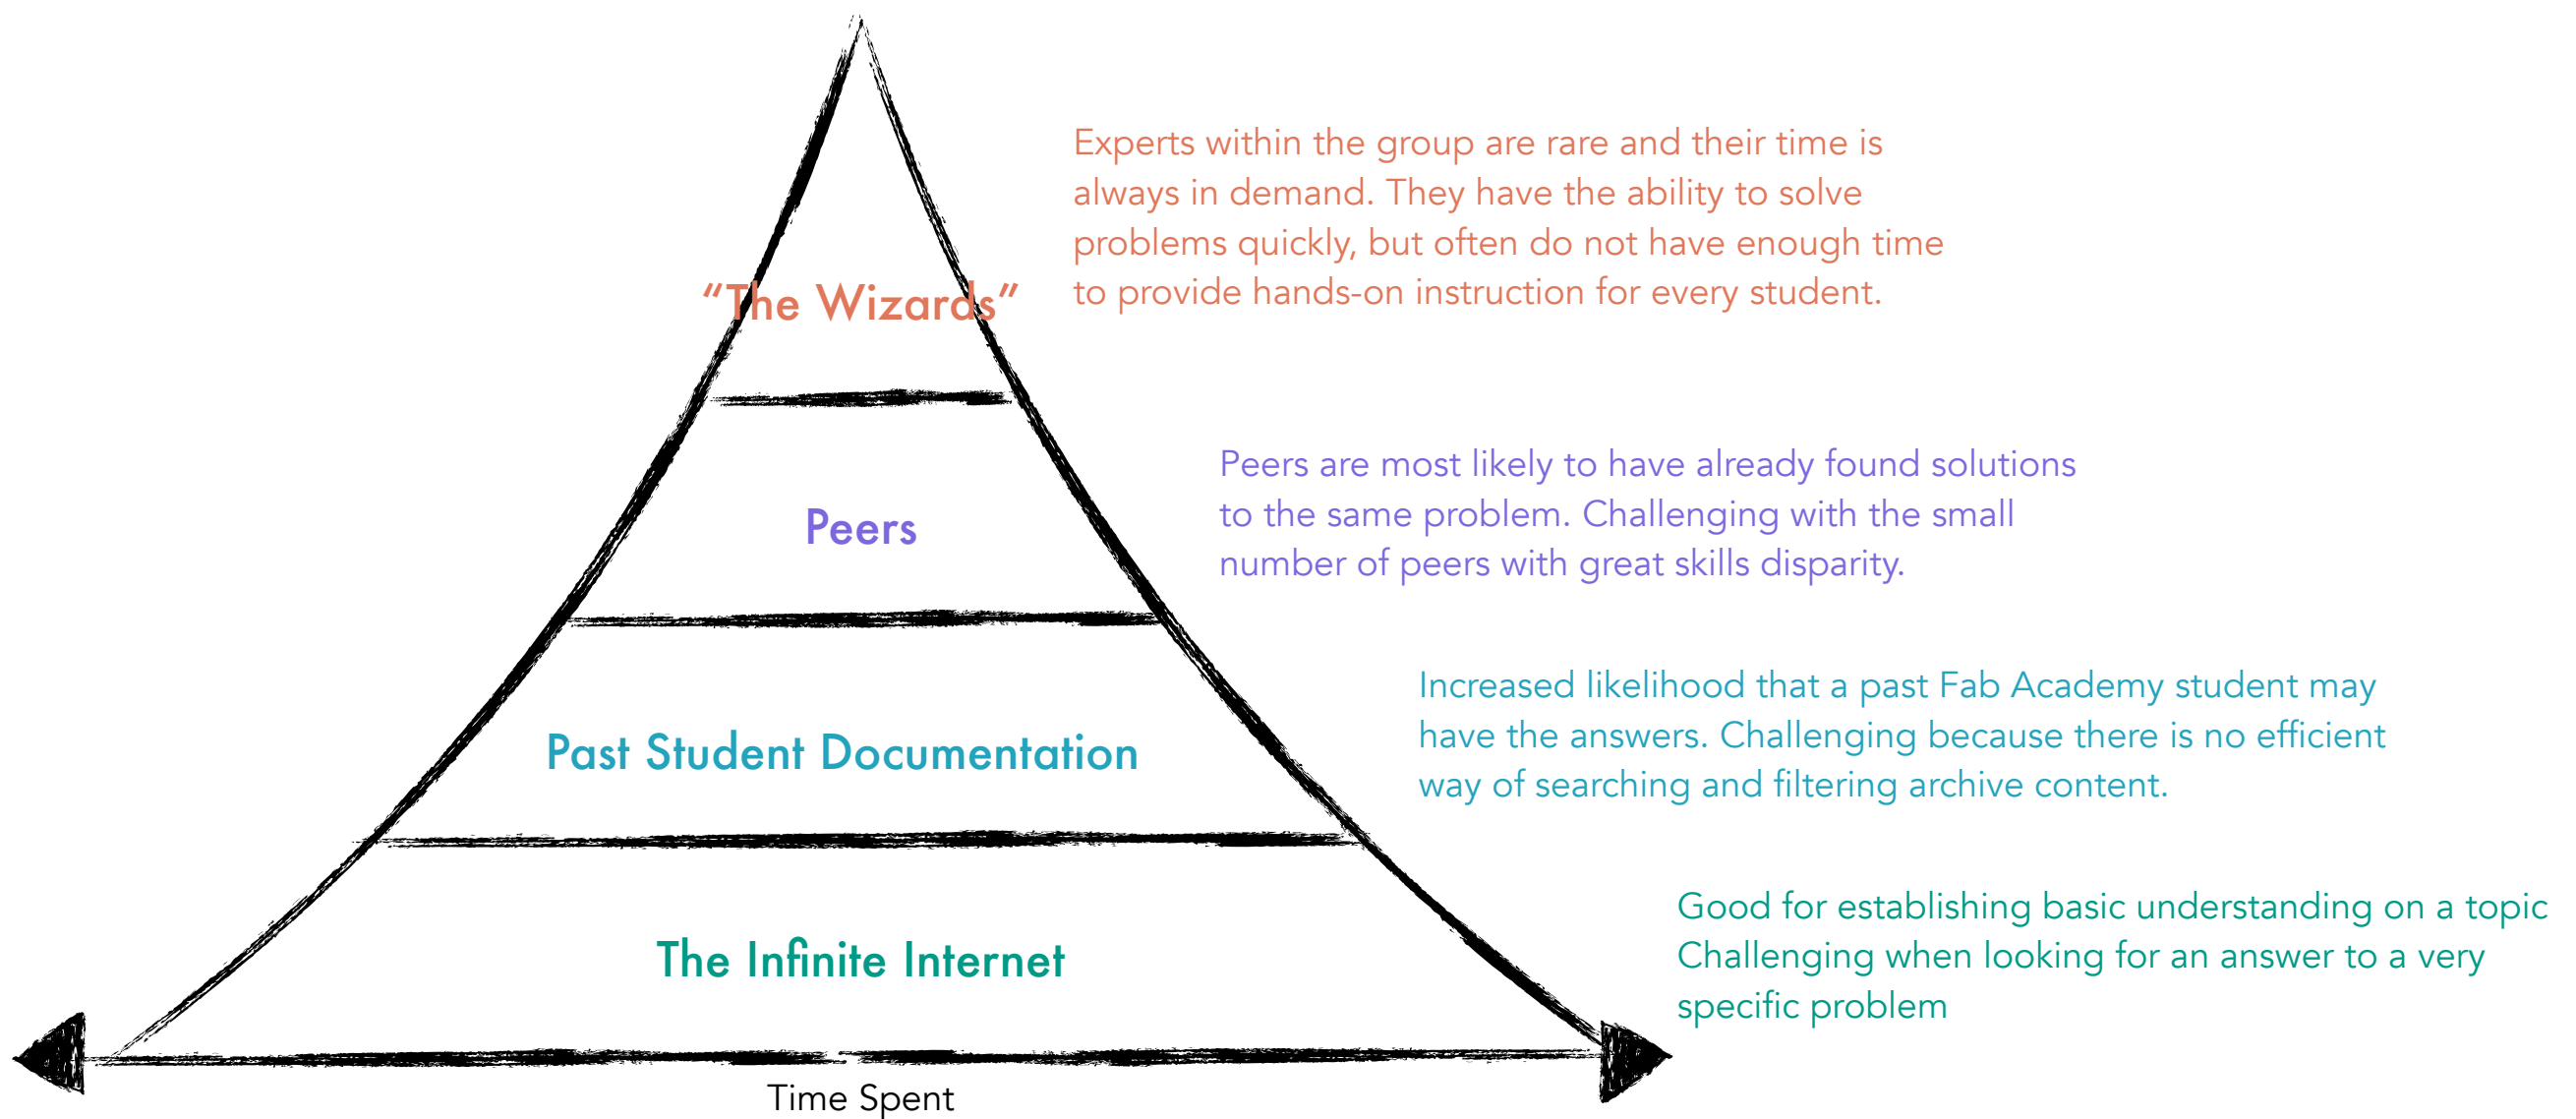 Experts within the group are rare and their time is
always in demand. They have the ability to solve
problems quickly, but often do not have enough time
to provide hands-on instruction for every student.
“The Wizards”
Peers are most likely to have already found solutions
to the same problem. Challenging with the small
number of peers with great skills disparity.
Peers
Increased likelihood that a past Fab Academy student may
have the answers. Challenging because there is no efficient
way of searching and filtering archive content.
Past Student Documentation
Good for establishing basic understanding on a topic
Challenging when looking for an answer to a very
specific problem
The Infinite Internet
Time Spent